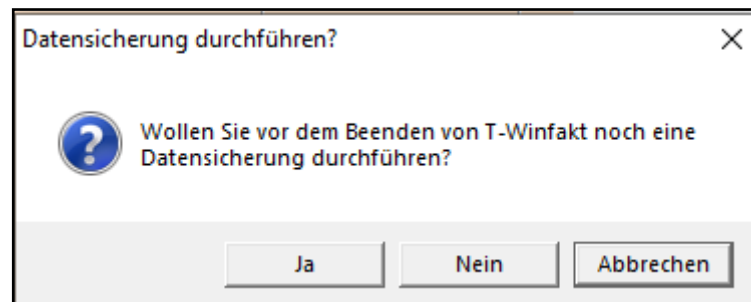 Datensicherung durchführen?
Wollen Sie vor dem Beenden von T-Winfakt noch eine
Datensicherung durchführen?
Ja Nein Abbrechen